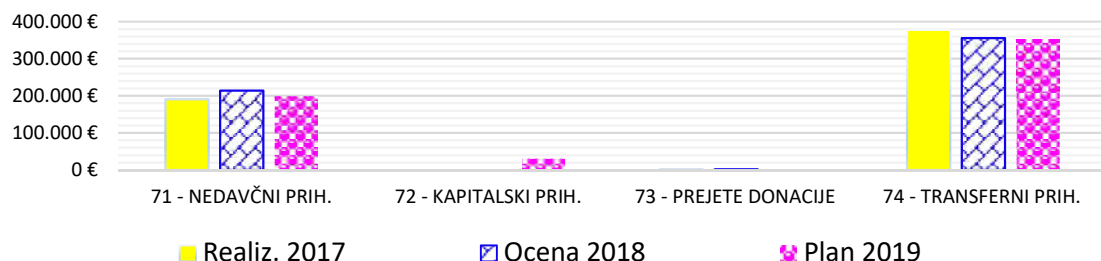 400.000 €
300.000 €
200.000 €
100.000 €
0 €
71 - NEDAVČNI PRIH.
72 - KAPITALSKI PRIH.
73 - PREJETE DONACIJE
74 - TRANSFERNI PRIH.
Realiz. 2017
Ocena 2018
Plan 2019